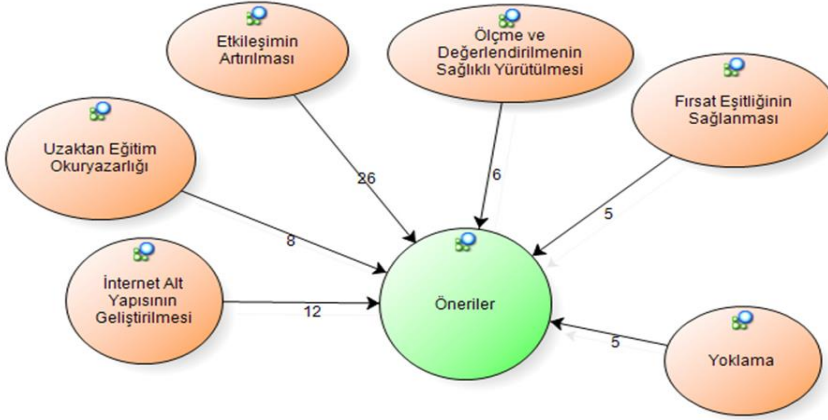 Etkileşimin
Artırılması
Ölçme ve
Değerlendirilmenin
Sağlıklı Yürütülmesi
Fırsat Eşitliğinin
Sağlanması
Uzaktan Eğitim
Okuryazarlığı
26
6
5
8
İnternet Alt
Yapısının
Geliştirilmesi
12
Öneriler
5
Yoklama